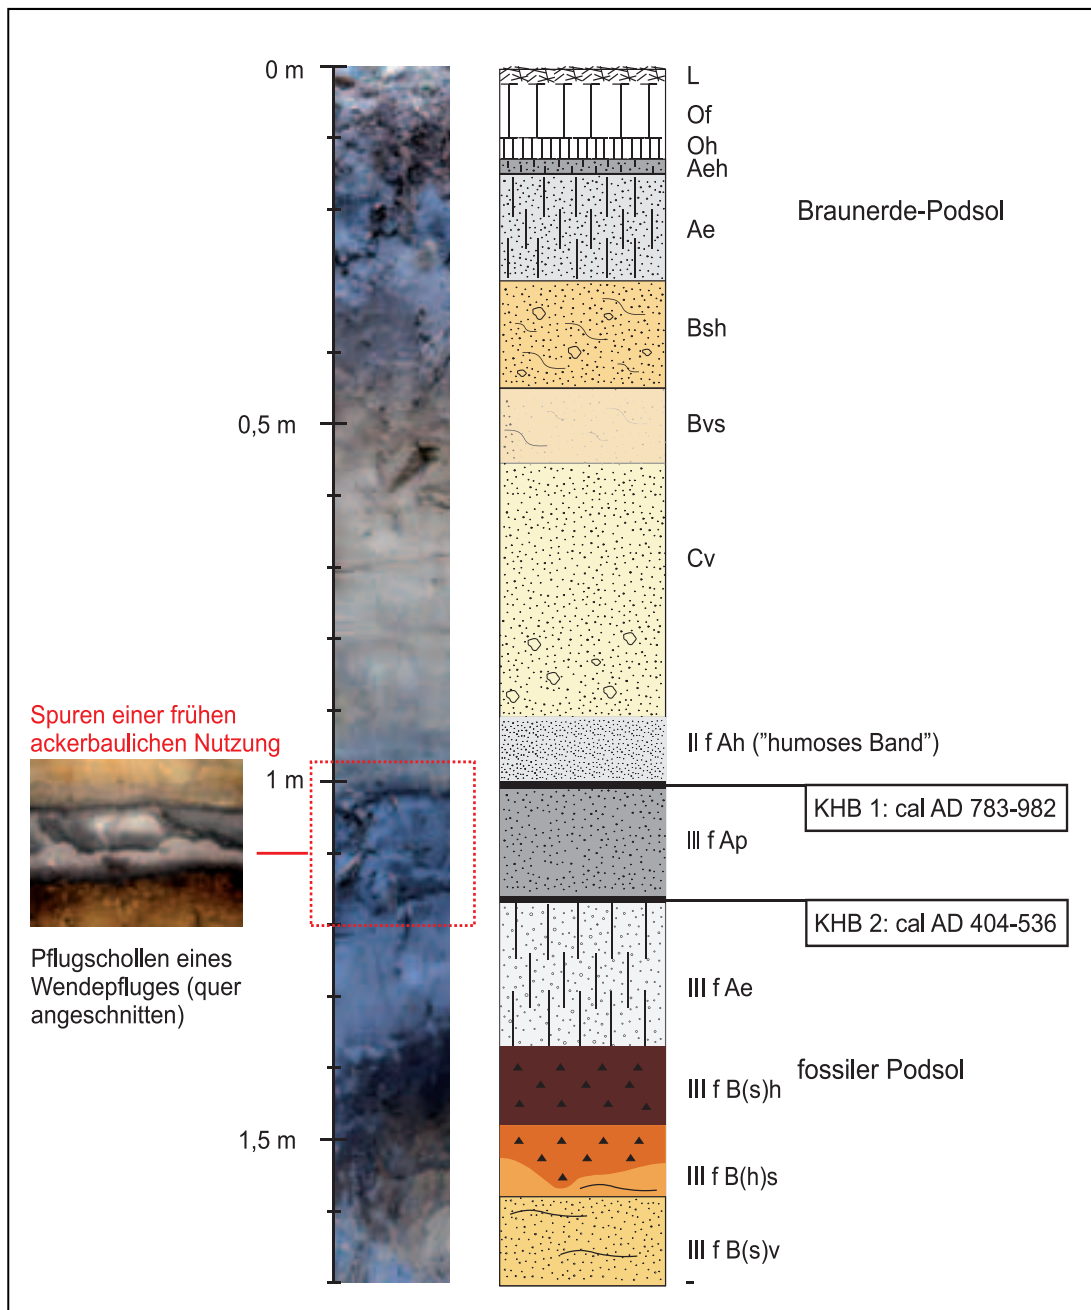 0 m
0,5 m
1 m
1,5 m
Spuren einer frühen
ackerbaulichen Nutzung
Pflugschollen eines
Wendepfluges (quer
angeschnitten)
L
Of
Oh
Aeh
Ae
Bsh
Bvs
Cv
II f Ah ("humoses Band")
III f Ap
III f Ae
III f B(s)h
III f B(h)s
III f B(s)v
Braunerde-Podsol
KHB 1: cal AD 783-982
KHB 2: cal AD 404-536
fossiler Podsol